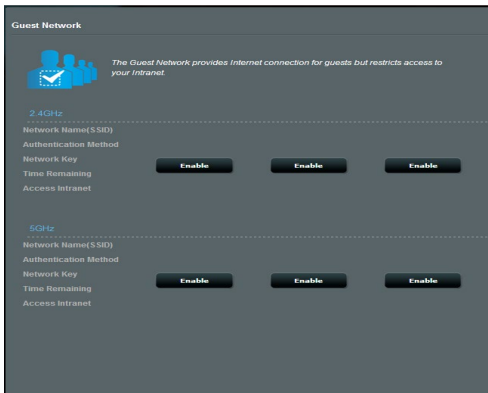 Guest Network
The Guest Network provides Internet connection for guests but restricts access to
your Intranet.
2.4GHz
Network Name(SSID)
Authentication Method
Network Key
Enable Enable Enable
Time Remaining
Access Intranet
5GHz
Network Name(SSID)
Authentication Method
Network Key
Enable Enable Enable
Time Remaining
Access Intranet